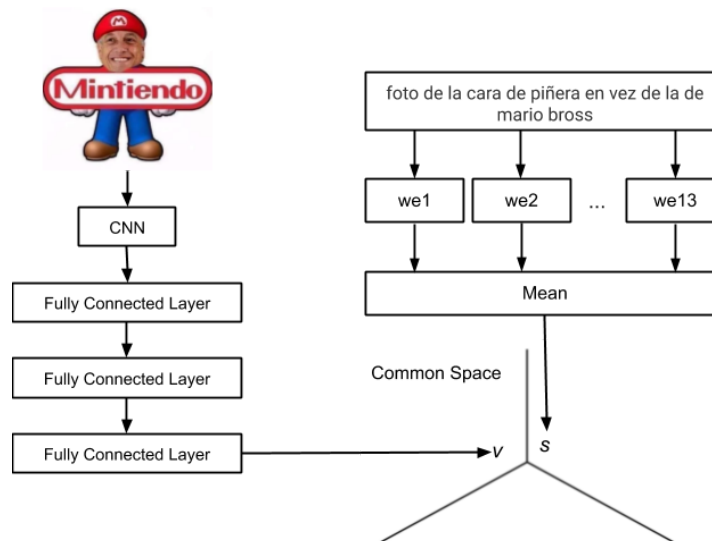 M
Mintiendo
CNN
Fully Connected Layer
Fully Connected Layer
Fully Connected Layer
foto de la cara de piñera en vez de la de
mario bross
we1
we2
...
we13
Mean
Common Space
v
s